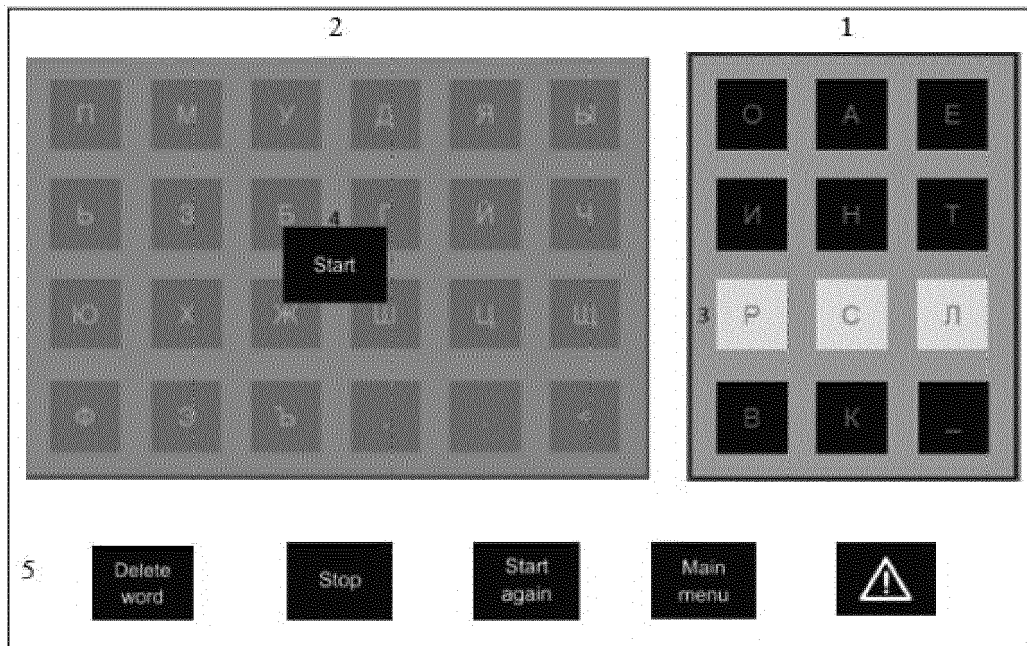 2 1
П М У Д Я Ы
О А Е
Ь З Б 4 Г Й Ч
И Н Т
Start
Ю Х Ж Ш Ц Щ
3 Р С Л
Ф Э Ъ . <
В К _
5
Delete
word
Stop
Start
again
Main
menu
!